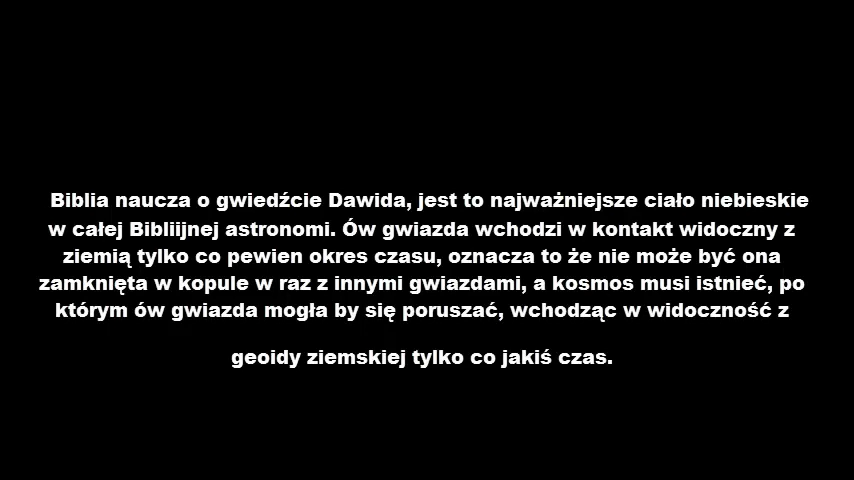 Biblia naucza o gwiedźcie Dawida, jest to najważniejsze ciało niebieskie
w całej Bibliijnej astronomi. Ów gwiazda wchodzi w kontakt widoczny z
ziemią tylko co pewien okres czasu, oznacza to że nie może być ona
zamknięta w kopule w raz z innymi gwiazdami, a kosmos musi istnieć, po
którym ów gwiazda mogła by się poruszać, wchodząc w widoczność z
geoidy ziemskiej tylko co jakiś czas.